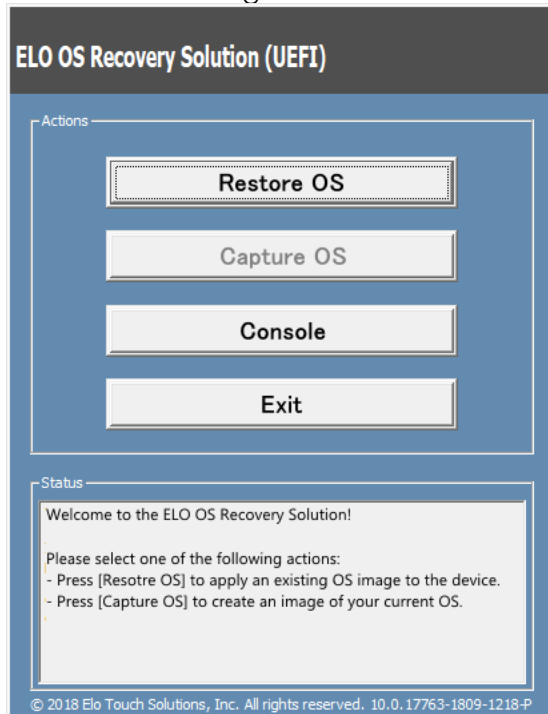 ELO OS Recovery Solution (UEFI)
Actions
Restore OS
Capture OS
Console
Exit
Status
Welcome to the ELO OS Recovery Solution!
Please select one of the following actions:
- Press [Resotre OS] to apply an existing OS image to the device.
- Press [Capture OS] to create an image of your current OS.
© 2018 Elo Touch Solutions, Inc. All rights reserved. 10.0.17763-1809-1218-P